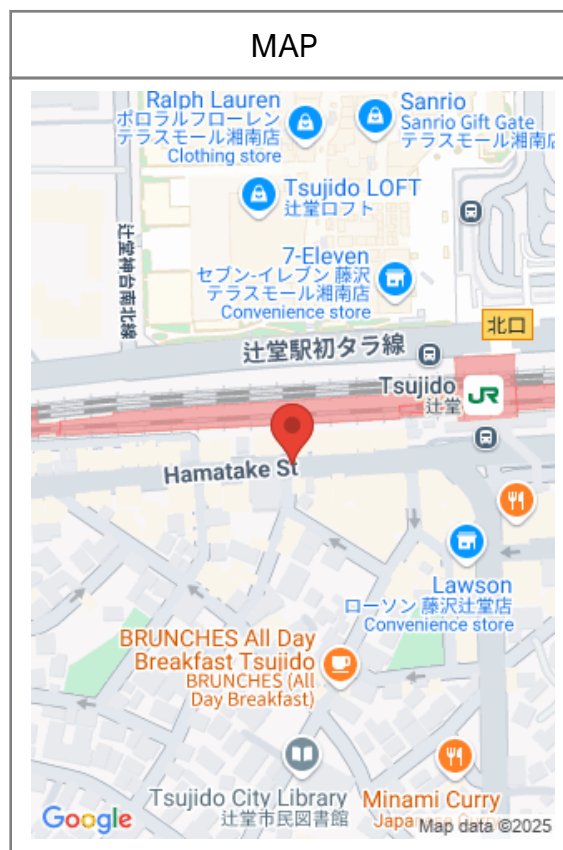 MAP
Ralph Lauren
ポロラルフローレン
テラスモール湘南店
Clothing store
Sanrio
Sanrio Gift Gate
テラスモール湘南店
Tsujido LOFT
辻堂ロフト
辻堂神台南北線
7-Eleven
セブン-イレブン 藤沢
テラスモール湘南店
Convenience store
北口
辻堂駅初タラ線
Tsujido
辻堂
JR
Hamatake St
Lawson
ローソン 藤沢辻堂店
Convenience store
BRUNCHES All Day
Breakfast Tsujido
BRUNCHES (All
Day Breakfast)
Tsujido City Library
辻堂市民図書館
Minami Curry
Google
Map data ©2025